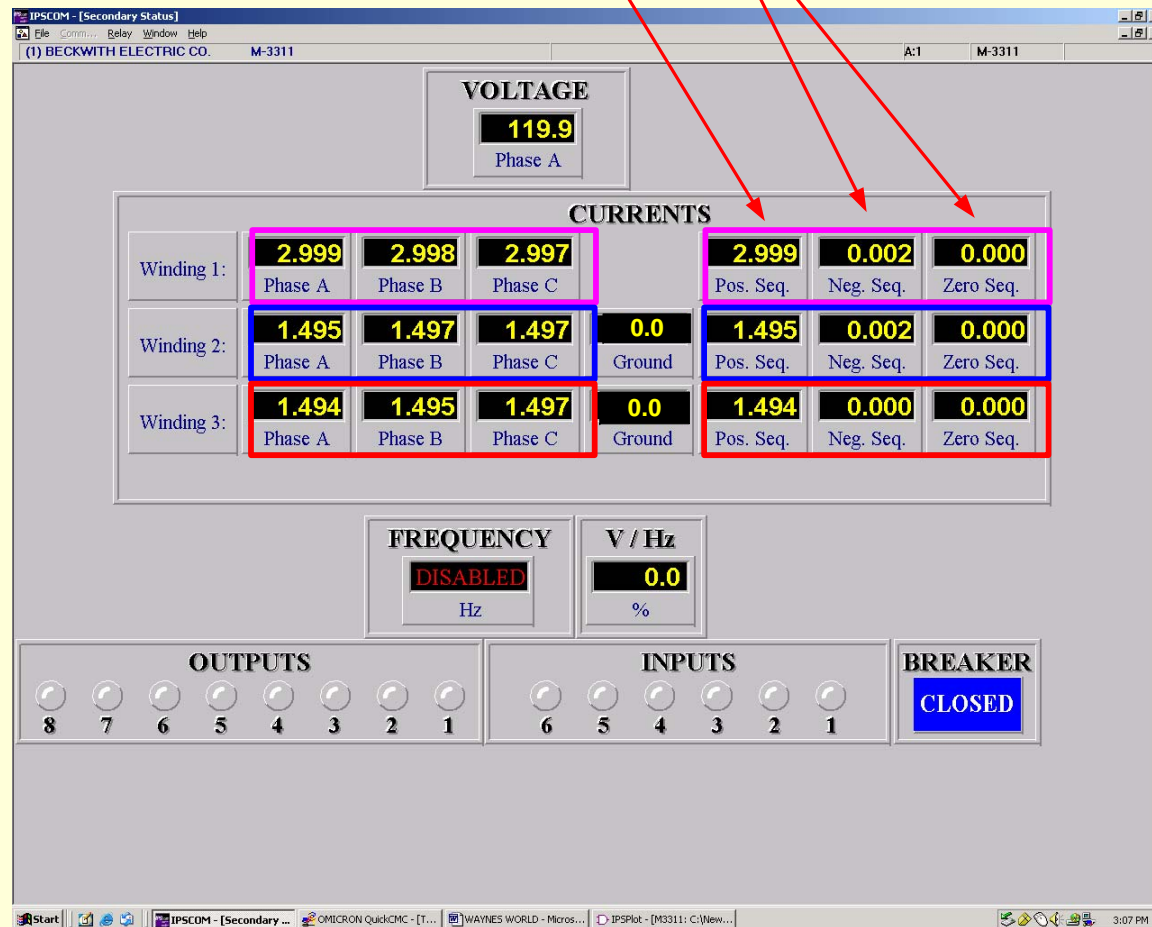 IPSCOM - [Secondary Status]
File Comm... Relay Window Help
(1) BECKWITH ELECTRIC CO. M-3311 A:1 M-3311
VOLTAGE
119.9
Phase A
CURRENTS
Winding 1: 2.999 2.998 2.997 2.999 0.002 0.000
Phase A Phase B Phase C Pos. Seq. Neg. Seq. Zero Seq.
Winding 2: 1.495 1.497 1.497 0.0 1.495 0.002 0.000
Phase A Phase B Phase C Ground Pos. Seq. Neg. Seq. Zero Seq.
Winding 3: 1.494 1.495 1.497 0.0 1.494 0.000 0.000
Phase A Phase B Phase C Ground Pos. Seq. Neg. Seq. Zero Seq.
FREQUENCY V / Hz
DISABLED 0.0
Hz %
OUTPUTS INPUTS BREAKER
CLOSED
8 7 6 5 4 3 2 1 6 5 4 3 2 1
Start IPSCOM - [Secondary ... OMICRON QuickCMC - [T... WAYNES WORLD - Micros... IPSPlot - [M3311: C:\New... 3:07 PM